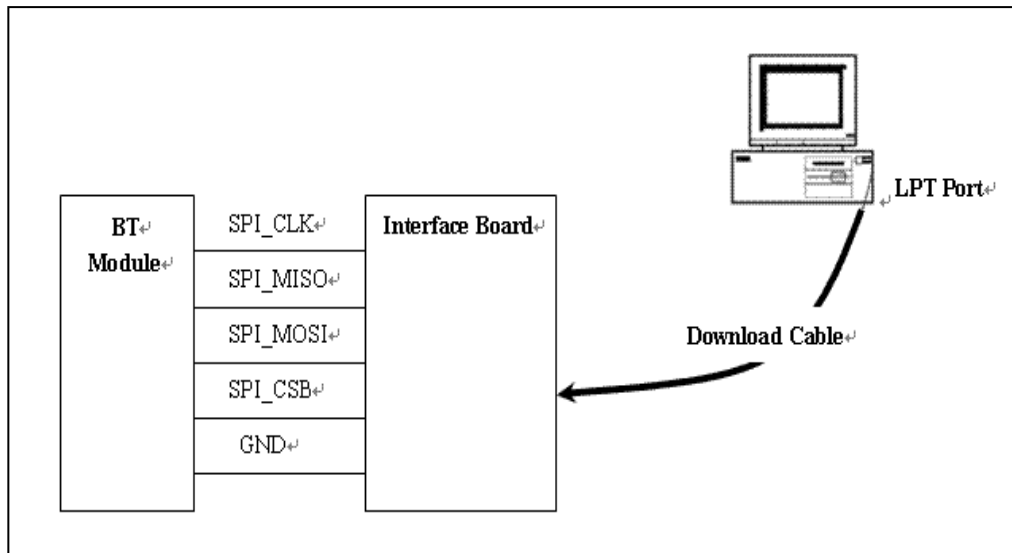 BT
Module
SPI_CLK
SPI_MISO
SPI_MOSI
SPI_CSB
GND
Interface Board
LPT Port
Download Cable